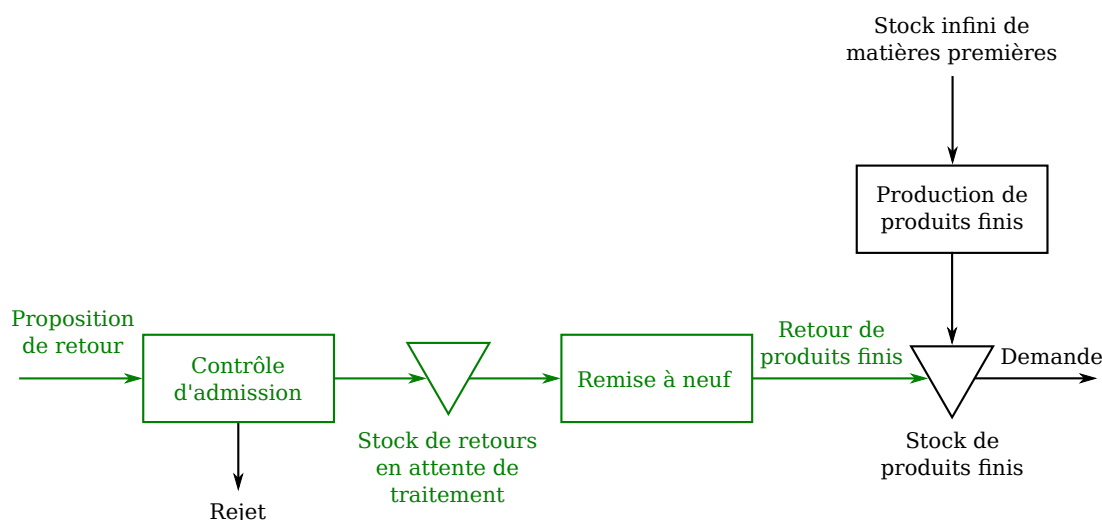 Stock infini de
matières premières
Production de
produits finis
Proposition
de retour
Contrôle
d'admission
Remise à neuf
Retour de
produits finis
Demande
Stock de retours
en attente de
traitement
Stock de
produits finis
Rejet